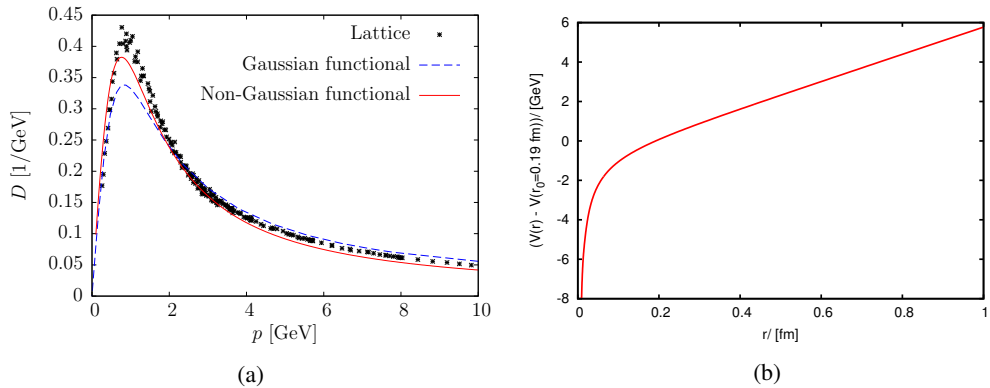 0.45
0.4
0.35
0.3
0.25
0.2
0.15
0.1
0.05
0
D [1/GeV]
Lattice
Gaussian functional
Non-Gaussian functional
0 2 4 6 8 10
p [GeV]
(a)
6
4
2
0
-2
-4
-6
-8
(V(r) - V(r0=0.19 fm))/ [GeV]
0 0.2 0.4 0.6 0.8 1
r/ [fm]
(b)